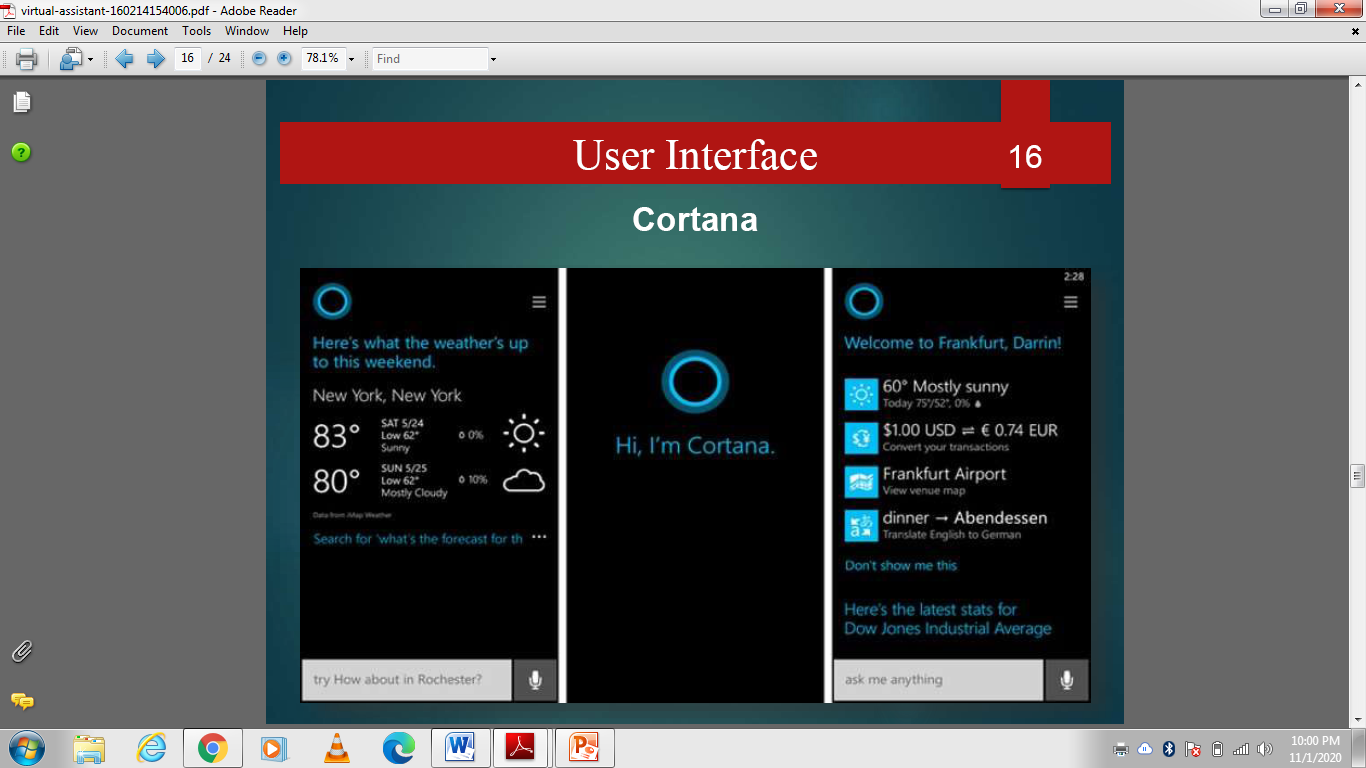 virtual-assistant-160214154006.pdf - Adobe Reader
File Edit View Document Tools Window Help
16 / 24 78.1% Find
User Interface 16
Cortana
Here's what the weather's up
to this weekend.
New York, New York
83° SAT 5/24
Low 62° 0%
Sunny
80° SUN 5/25
Low 62° 10%
Mostly Cloudy
Data from iMap Weather
Search for 'what's the forecast for th ...
try How about in Rochester?
Hi, I'm Cortana.
2:28
Welcome to Frankfurt, Darrin!
60° Mostly sunny
Today 75°/52°, 0%
$1.00 USD ⇌ € 0.74 EUR
Convert your transactions
Frankfurt Airport
View venue map
dinner → Abendessen
Translate English to German
Don't show me this
Here's the latest stats for
Dow Jones Industrial Average
ask me anything
10:00 PM
11/1/2020